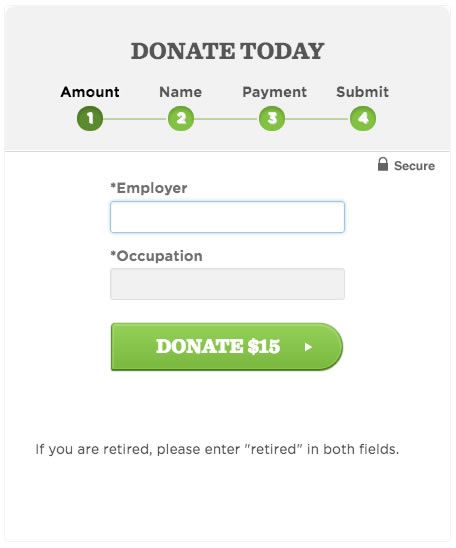 DONATE TODAY
Amount Name Payment Submit
1 2 3 4
Secure
*Employer
*Occupation
DONATE $15
If you are retired, please enter "retired" in both fields.